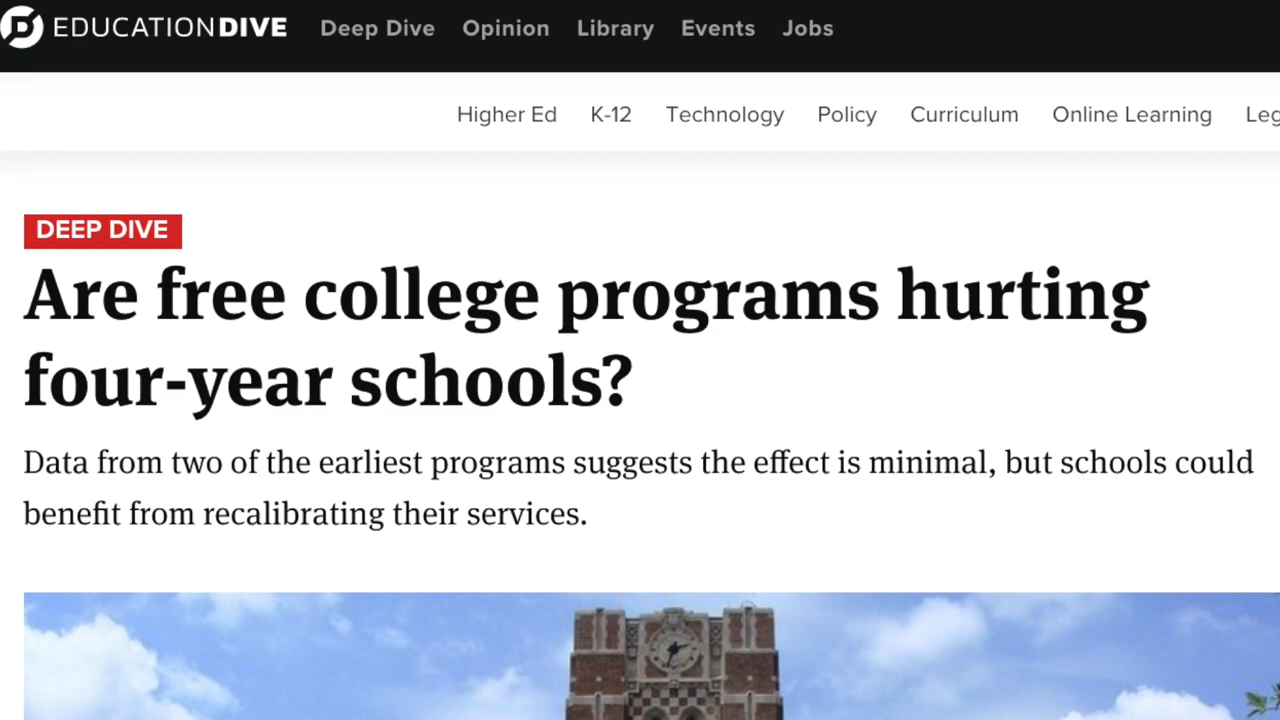 EDUCATIONDIVE Deep Dive Opinion Library Events Jobs
Higher Ed K-12 Technology Policy Curriculum Online Learning Leg
DEEP DIVE
Are free college programs hurting
four-year schools?
Data from two of the earliest programs suggests the effect is minimal, but schools could
benefit from recalibrating their services.